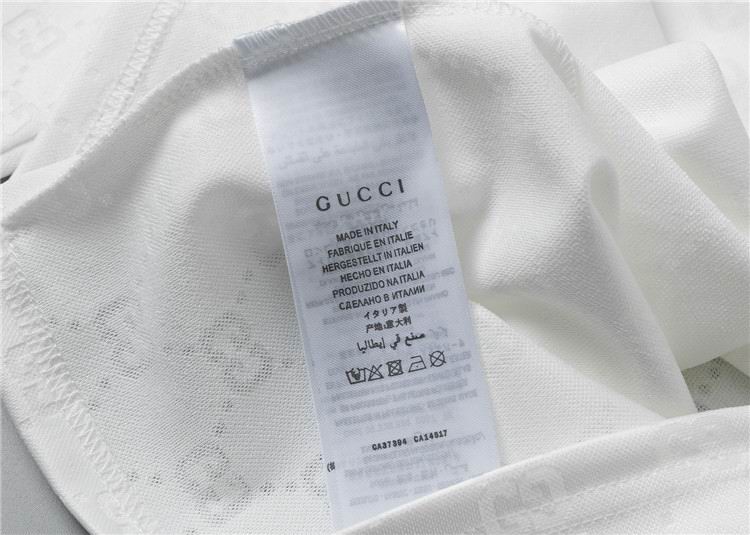 GUCCI
MADE IN ITALY
FABRIQUE EN ITALIE
HERGESTELLT IN ITALIEN
HECHO EN ITALIA
PRODUZIDO NA ITALIA
СДЕЛАНО В ИТАЛИИ
イタリア製
产地:意大利
صنع في إيطاليا
CA37394 CA14517